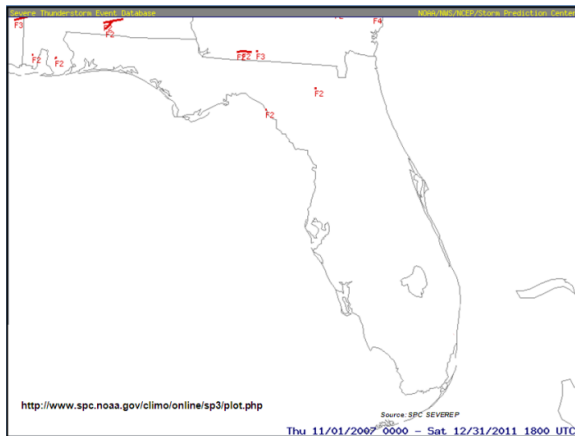 Severe Thunderstorm Event Database NOAA/NWS/NCEP/Storm Prediction Center
F3
F2
F4
F2
F2
F2
F3
F2
F2
http://www.spc.noaa.gov/climo/online/sp3/plot.php
Source: SPC SEVEREP
Thu 11/01/2007 0000 – Sat 12/31/2011 1800 UTC